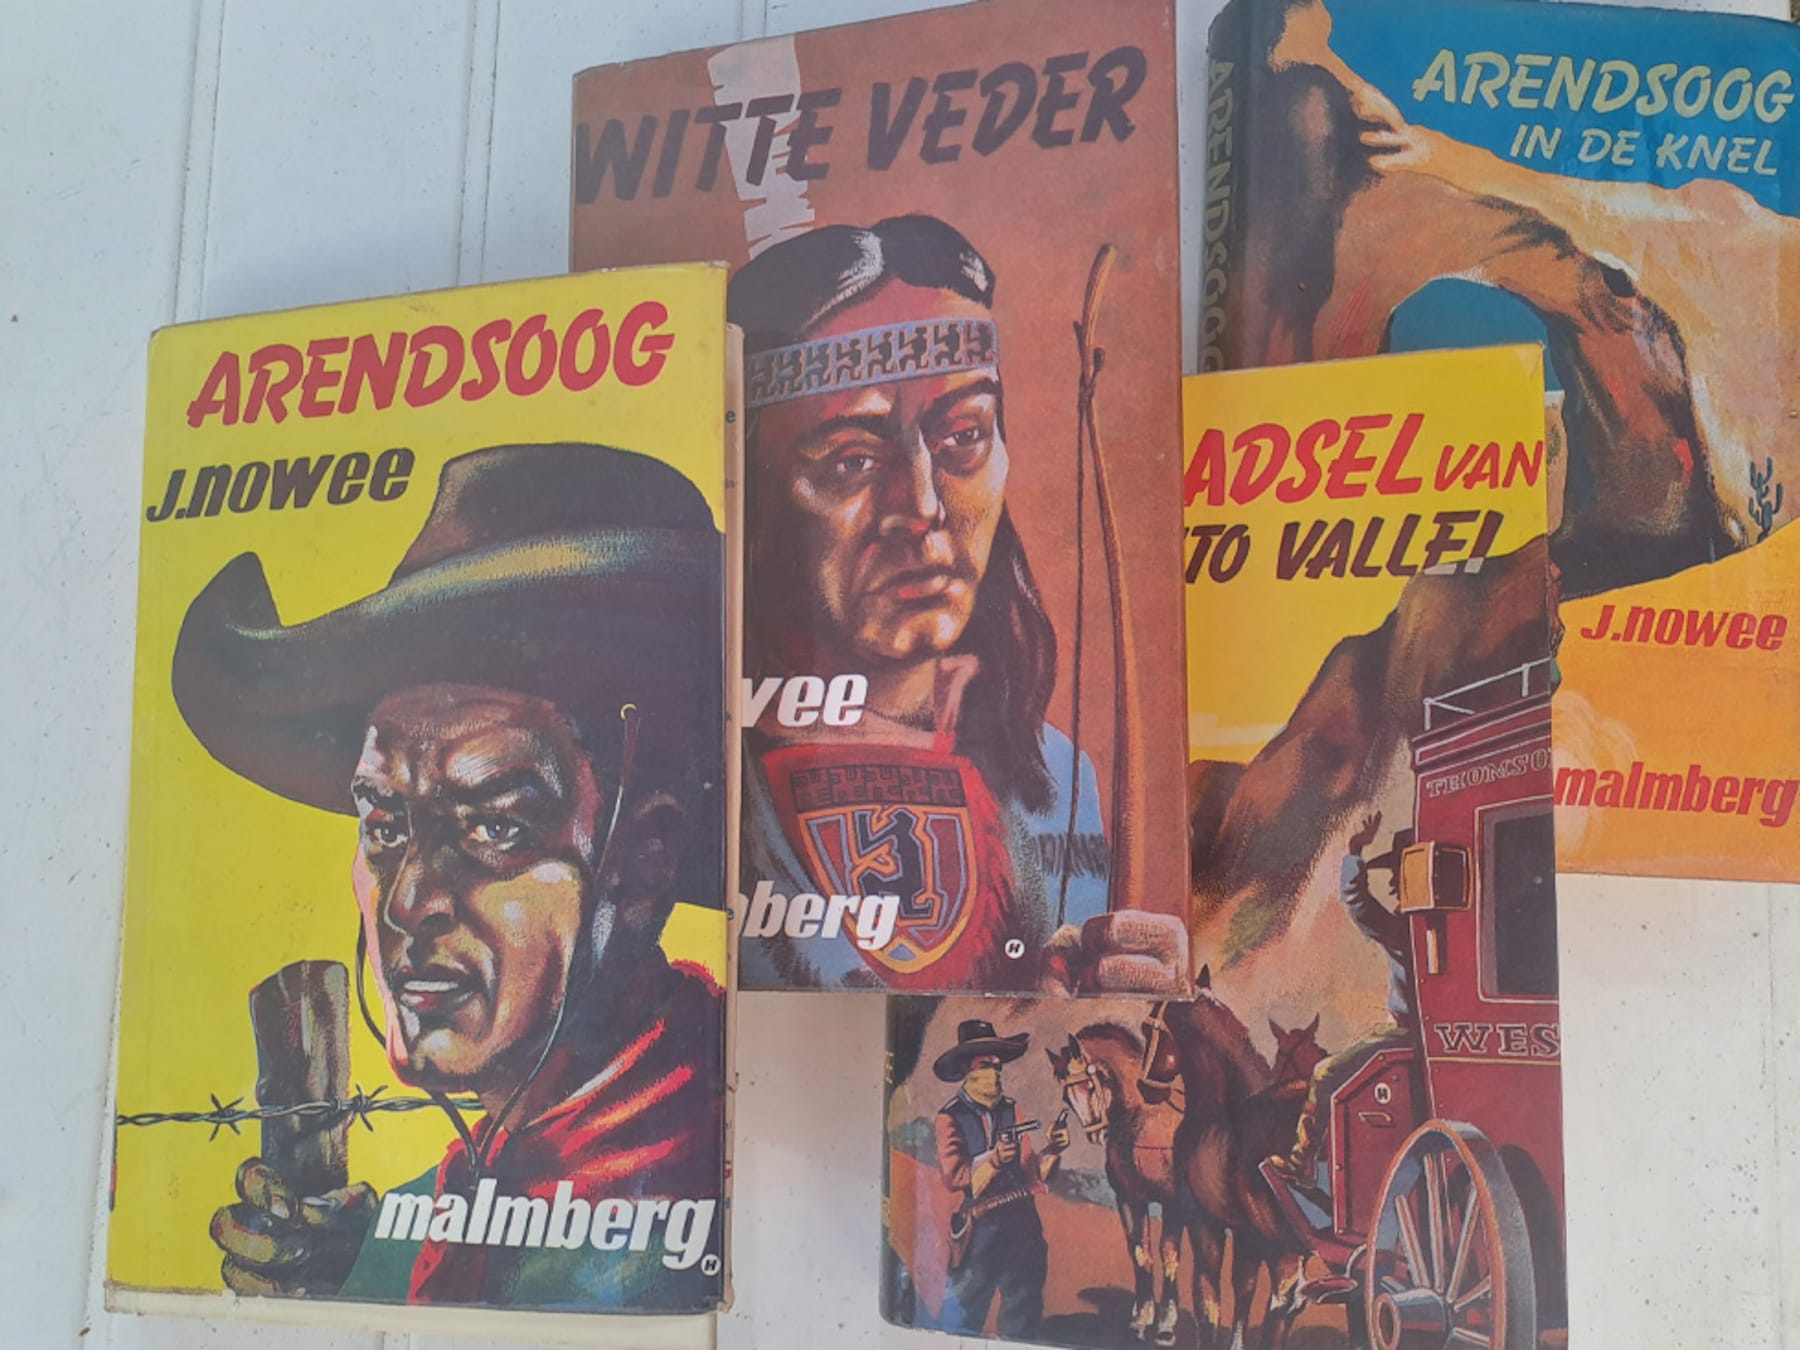 ARENDSOOG
J.nowee
malmberg
H
WITTE VEDER
vee
berg
H
ARENDSOOG
IN DE KNEL
J.nowee
malmberg
ARENDSOOG
ADSEL VAN
TO VALLEI
THOMSO
WES
H